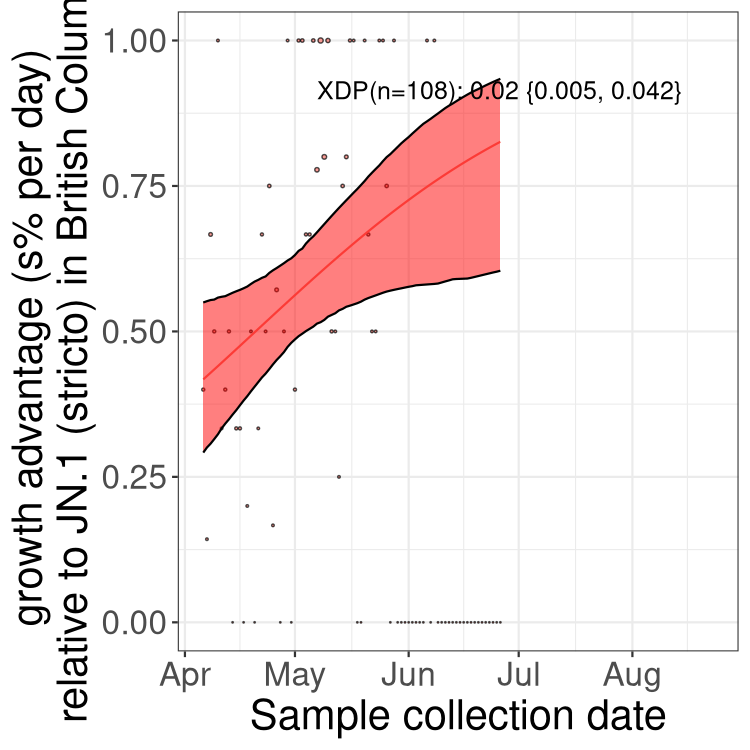 growth advantage (s% per day)
relative to JN.1 (stricto) in British Colum
1.00
0.75
0.50
0.25
0.00
XDP(n=108): 0.02 {0.005, 0.042}
Apr May Jun Jul Aug
Sample collection date